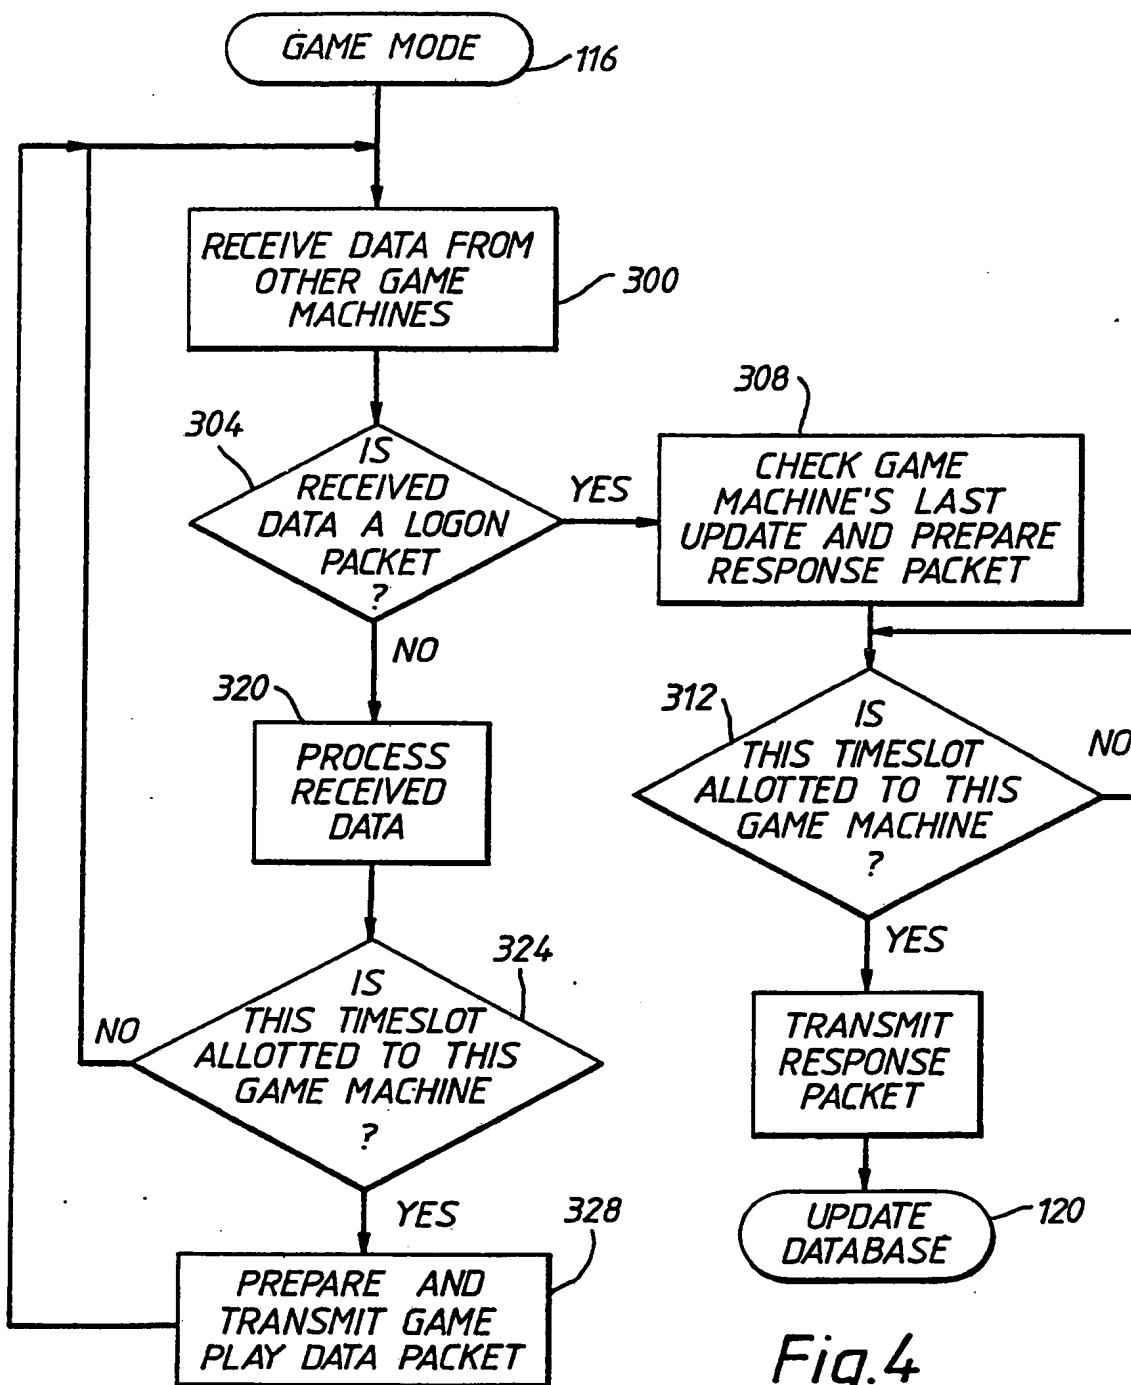 GAME MODE
116
RECEIVE DATA FROM
OTHER GAME
MACHINES
300
304
IS
RECEIVED
DATA A LOGON
PACKET
?
YES
NO
308
CHECK GAME
MACHINE'S LAST
UPDATE AND PREPARE
RESPONSE PACKET
312
IS
THIS TIMESLOT
ALLOTTED TO THIS
GAME MACHINE
?
NO
YES
320
PROCESS
RECEIVED
DATA
324
IS
THIS TIMESLOT
ALLOTTED TO THIS
GAME MACHINE
?
NO
YES
TRANSMIT
RESPONSE
PACKET
120
UPDATE
DATABASE
328
PREPARE AND
TRANSMIT GAME
PLAY DATA PACKET
Fig.4